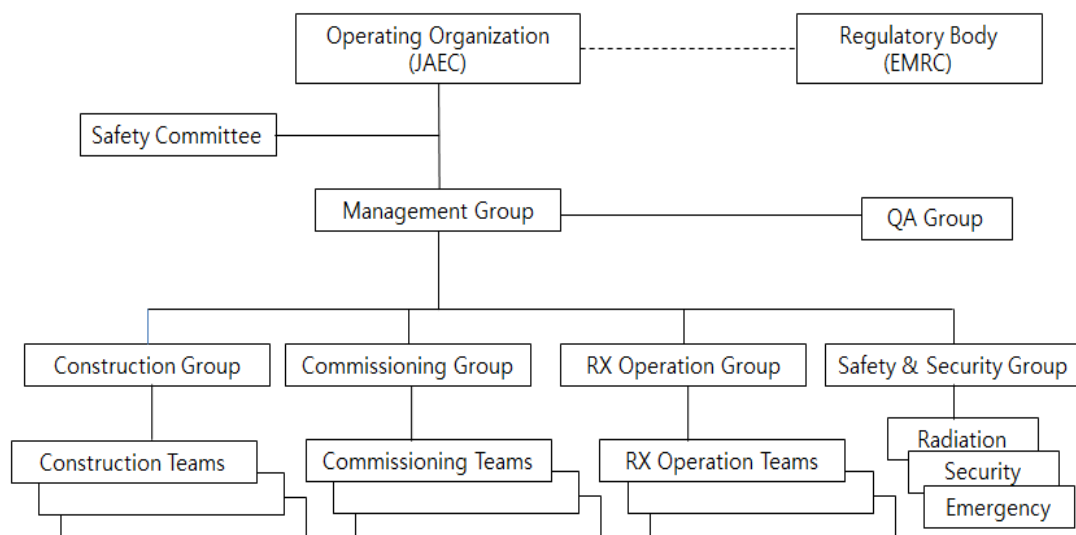 Operating Organization
(JAEC)
Regulatory Body
(EMRC)
Safety Committee
Management Group
QA Group
Construction Group
Commissioning Group
RX Operation Group
Safety & Security Group
Construction Teams
Commissioning Teams
RX Operation Teams
Radiation
Security
Emergency